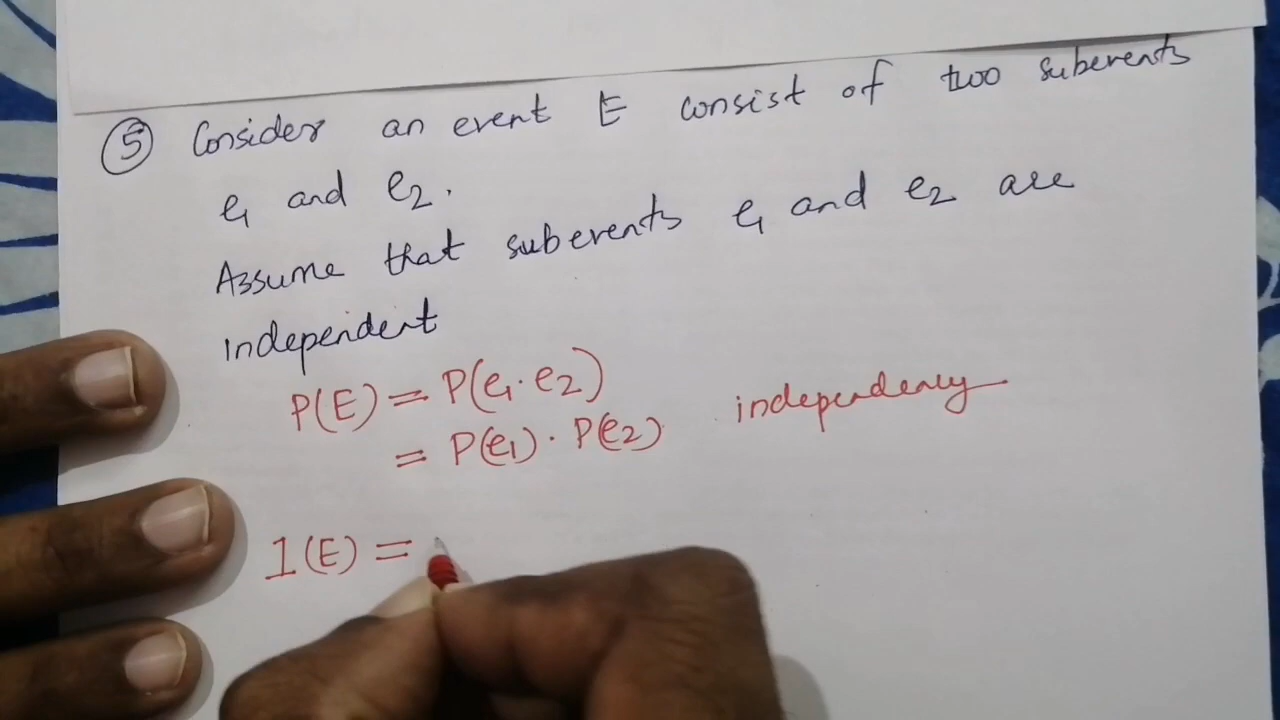 5 Consider an event E consist of two subevents
e1 and e2.
Assume that subevents e1 and e2 are
independent
P(E) = P(e1·e2)
= P(e1)·P(e2) independency
I(E) =